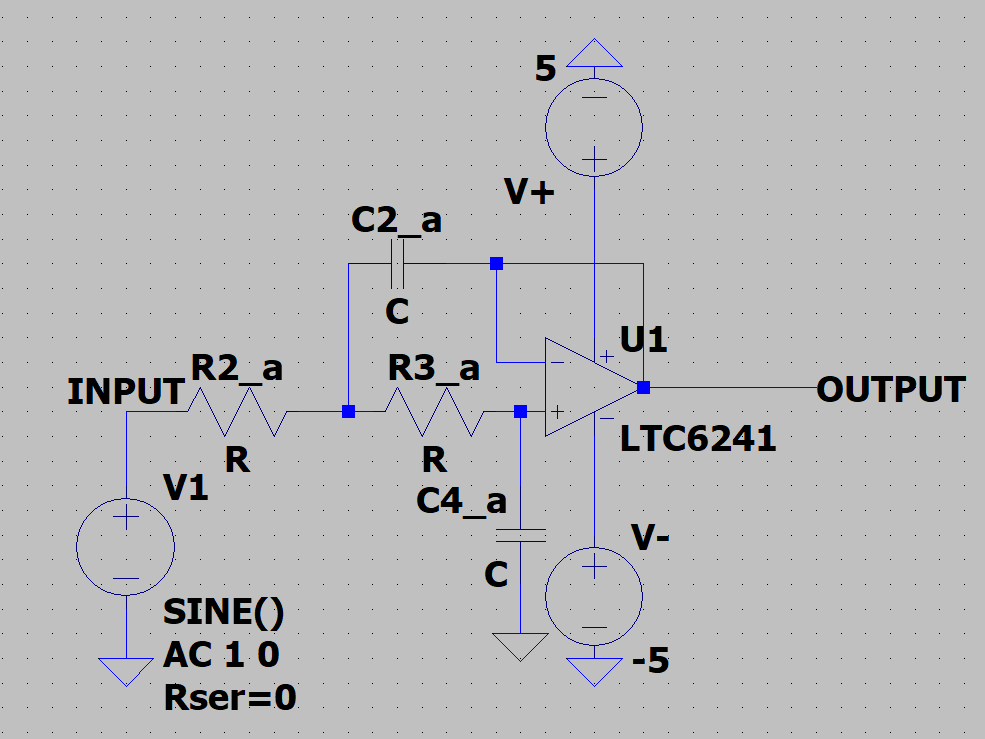 5
V+
C2_a
C
U1
R2_a
R3_a
INPUT
OUTPUT
R
R
LTC6241
V1
C4_a
V-
C
SINE()
AC 1 0
-5
Rser=0